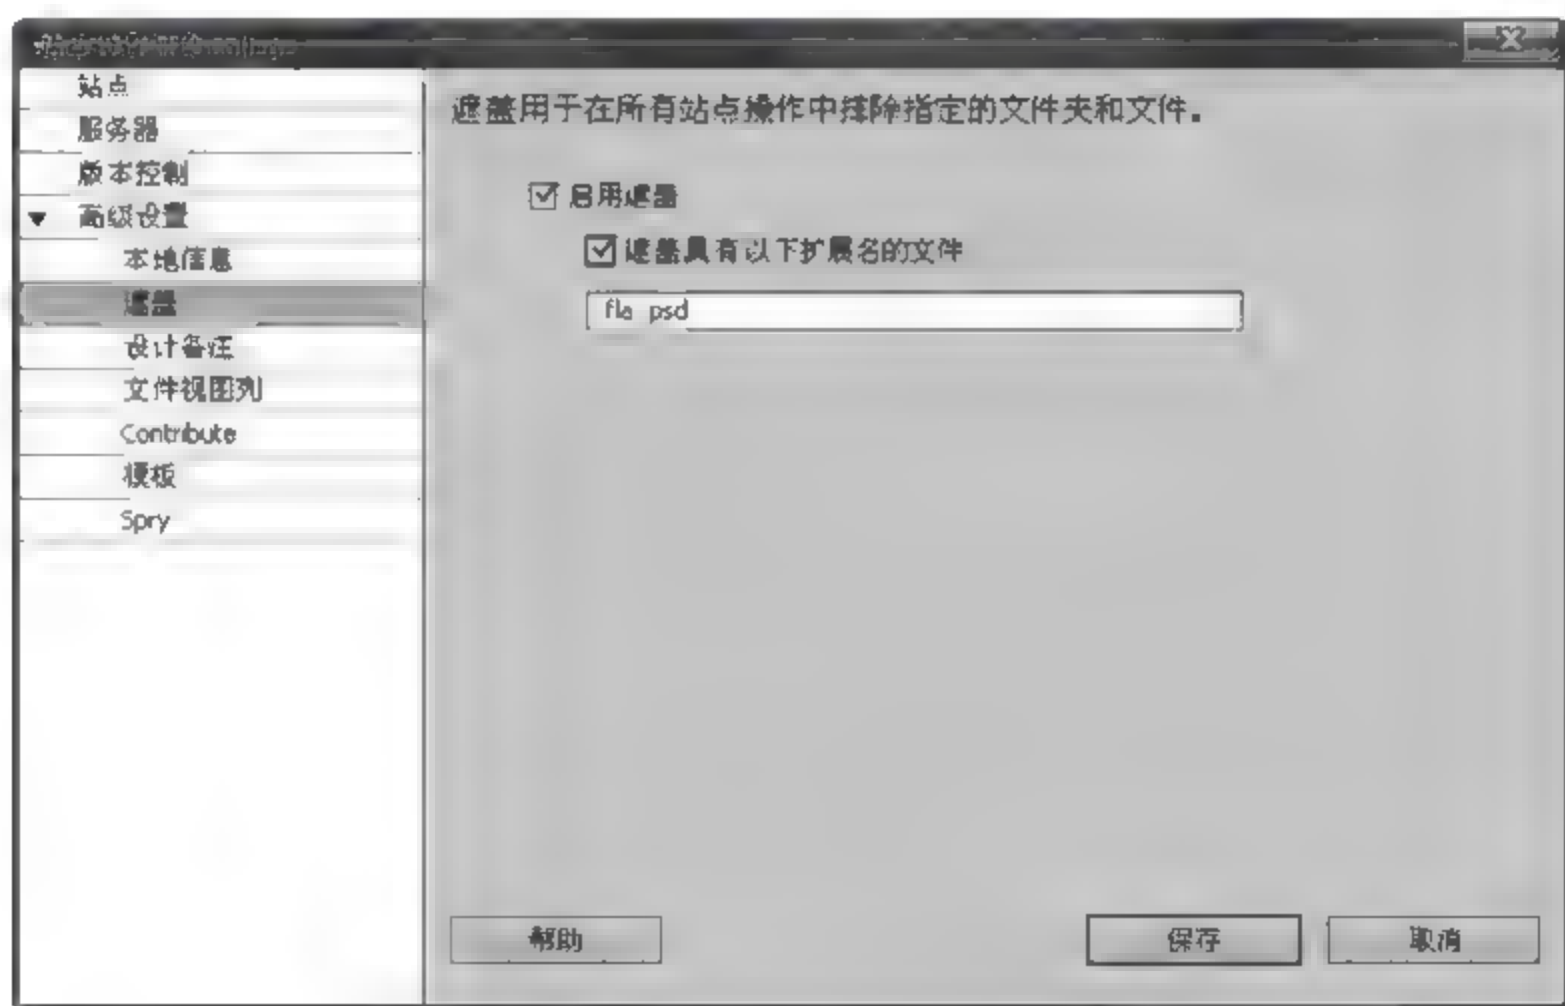 站点
服务器
版本控制
高级设置
本地信息
遮盖
设计备注
文件视图列
Contribute
模板
Spry
遮盖用于在所有站点操作中排除指定的文件夹和文件。
启用遮盖
遮盖具有以下扩展名的文件
fla psd
帮助
保存
取消